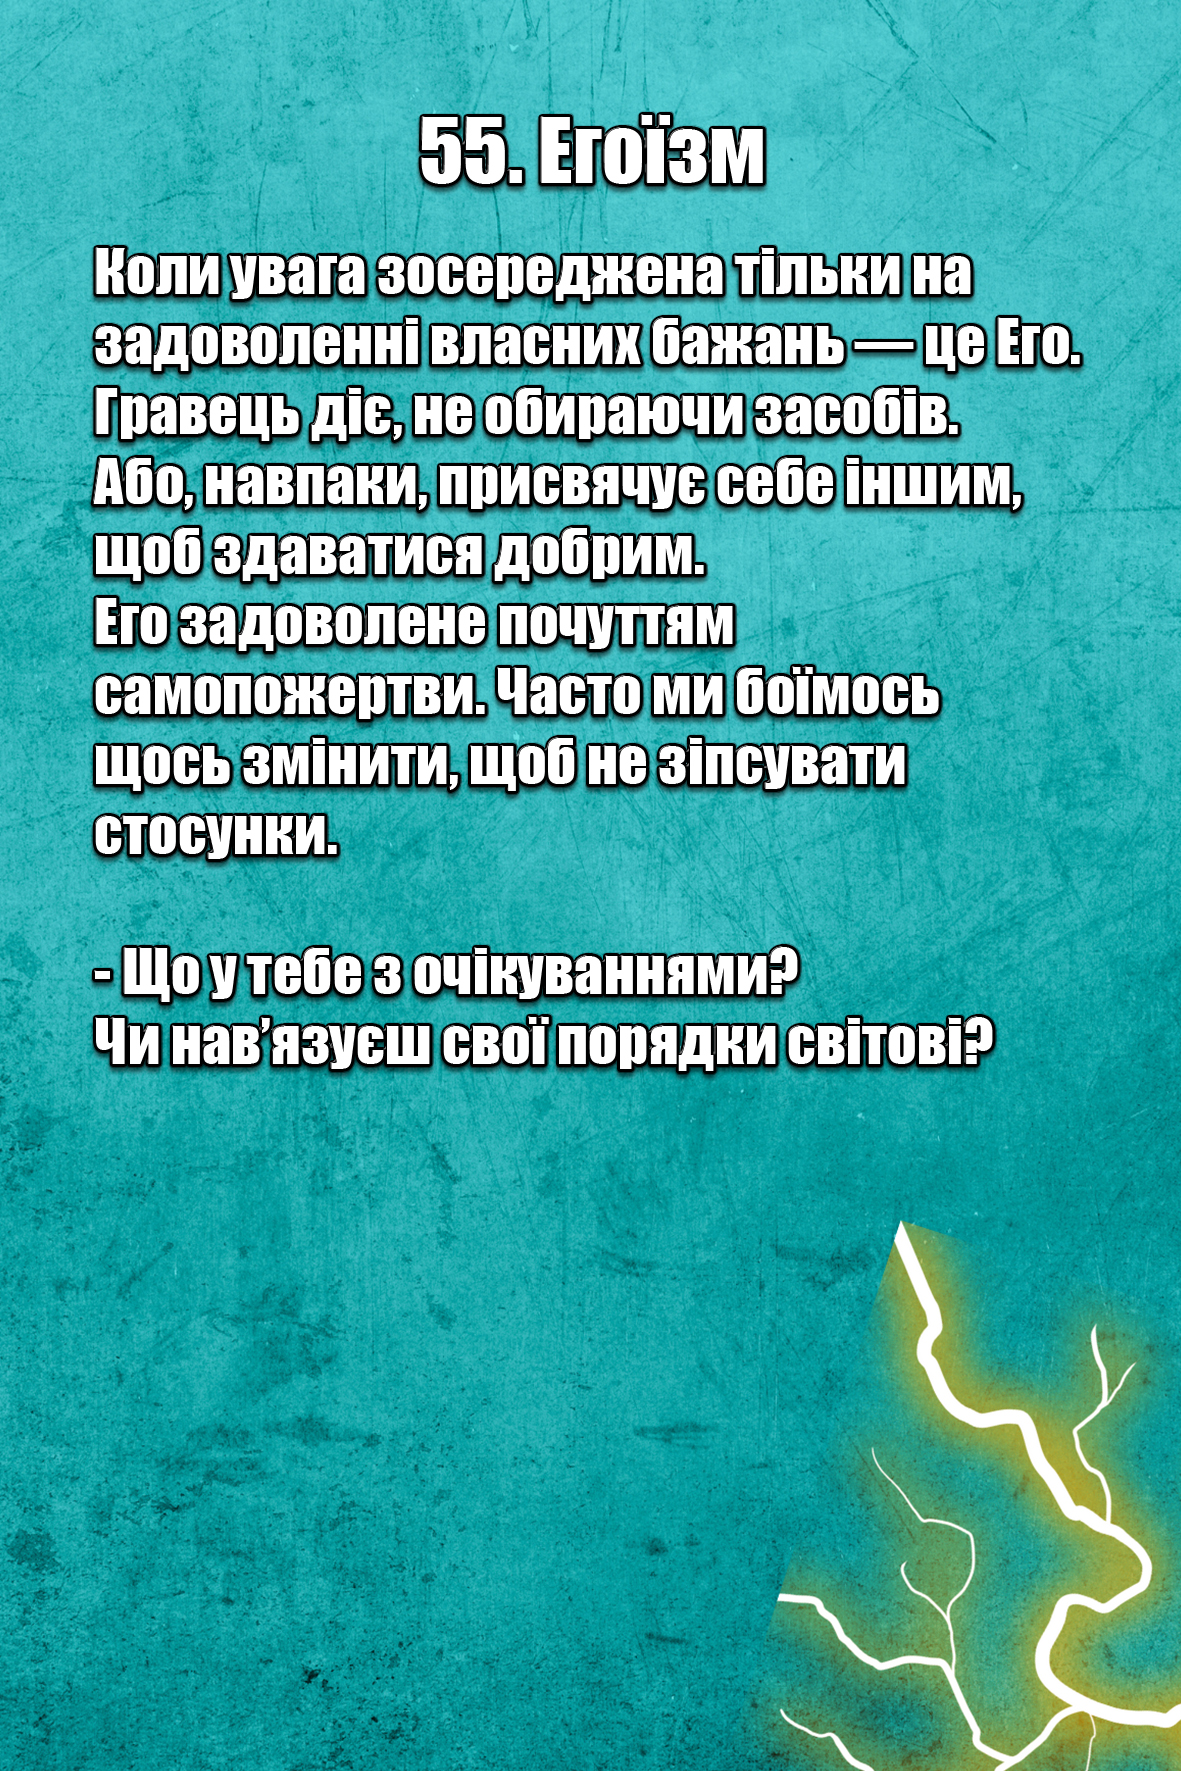 55. Егоїзм
Коли увага зосереджена тільки на
задоволенні власних бажань — це Его.
Гравець діє, не обираючи засобів.
Або, навпаки, присвячує себе іншим,
щоб здаватися добрим.
Его задоволене почуттям
самопожертви. Часто ми боїмось
щось змінити, щоб не зіпсувати
стосунки.
- Що у тебе з очікуваннями?
Чи нав’язуєш свої порядки світові?